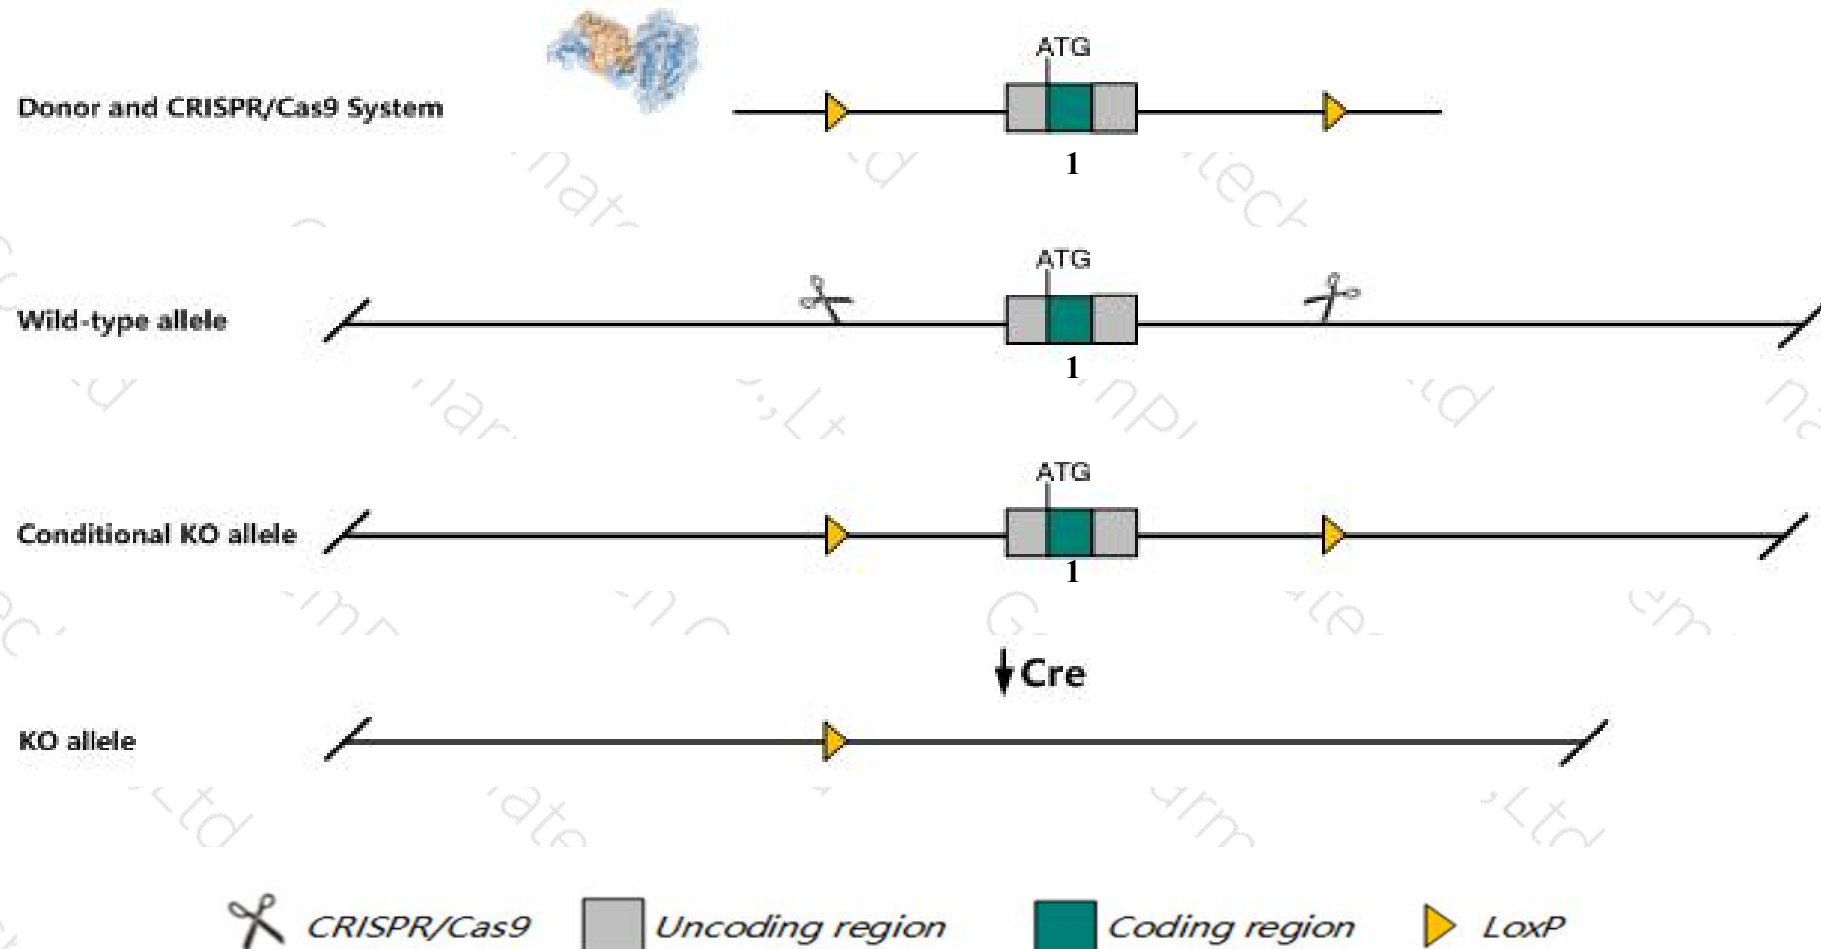 ATG
Donor and CRISPR/Cas9 System
1
ATG
Wild-type allele
1
ATG
Conditional KO allele
1
Cre
KO allele
CRISPR/Cas9 Uncoding region Coding region LoxP